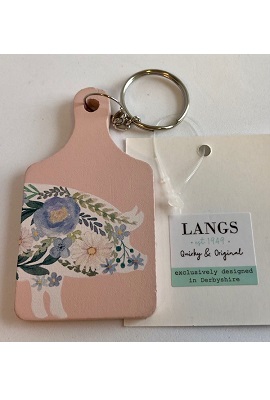 LANGS
est. 1949
Quirky & Original
exclusively designed
in Derbyshire